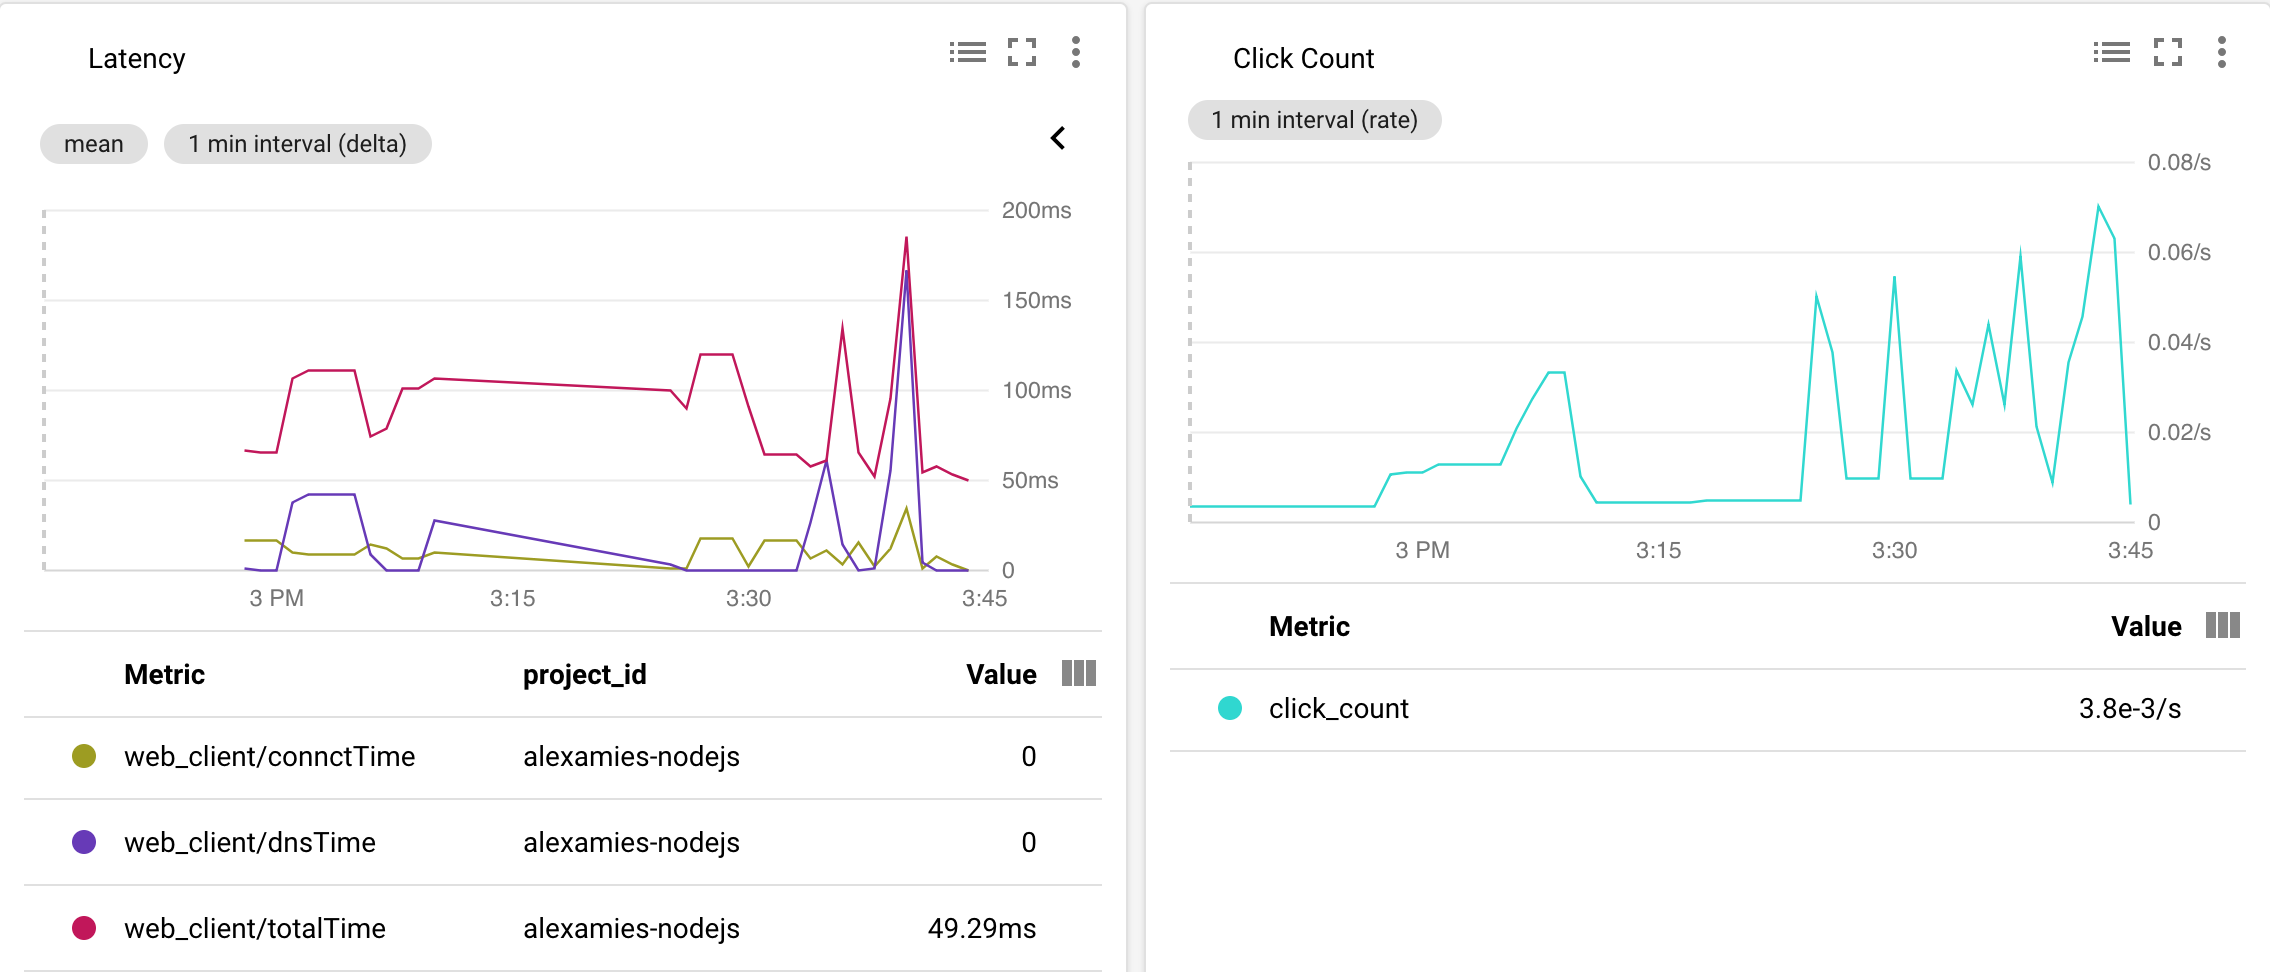 Latency
mean
1 min interval (delta)
200ms
150ms
100ms
50ms
0
3 PM 3:15 3:30 3:45
Metric project_id Value
web_client/connctTime alexamies-nodejs 0
web_client/dnsTime alexamies-nodejs 0
web_client/totalTime alexamies-nodejs 49.29ms
Click Count
1 min interval (rate)
0.08/s
0.06/s
0.04/s
0.02/s
0
3 PM 3:15 3:30 3:45
Metric Value
click_count 3.8e-3/s